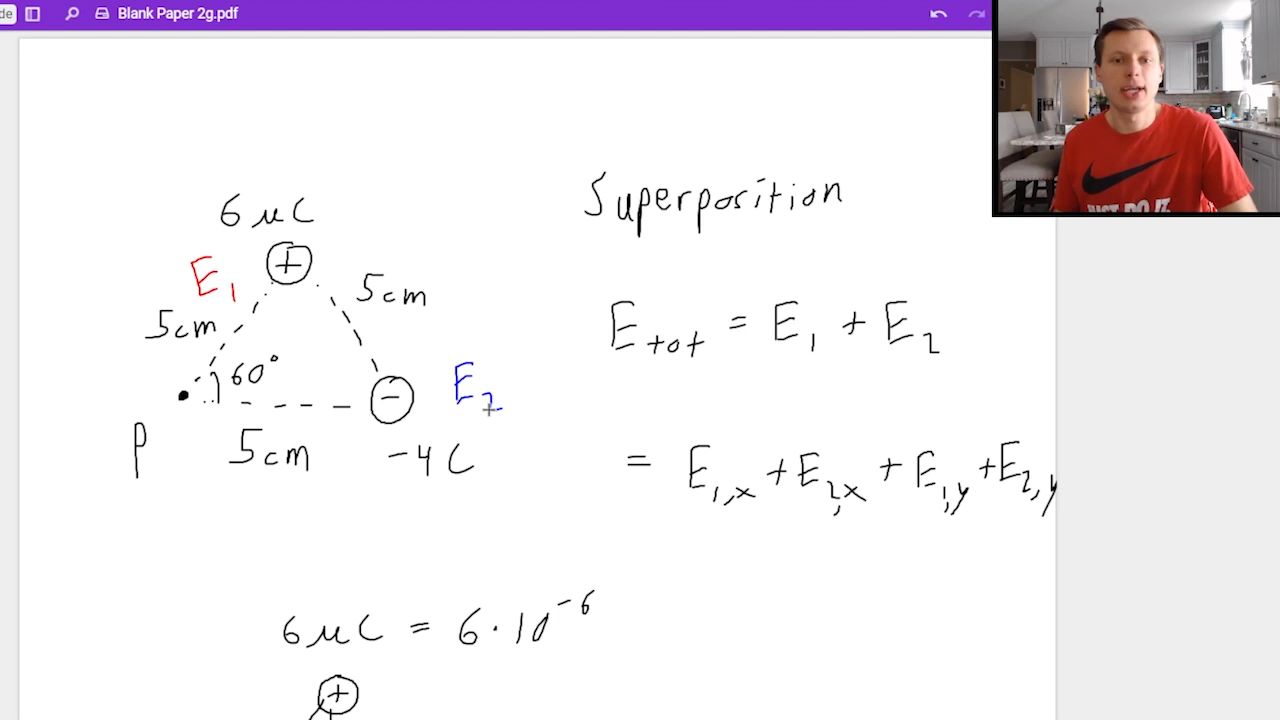 de
Blank Paper 2g.pdf
6 μC
+
E1
5cm
5cm
60°
P
5cm
−
−4 C
E2
Superposition
Etot = E1 + E2
= E1,x + E2,x + E1,y + E2,y
6 μC = 6 · 10⁻⁶
+
JUST DO IT